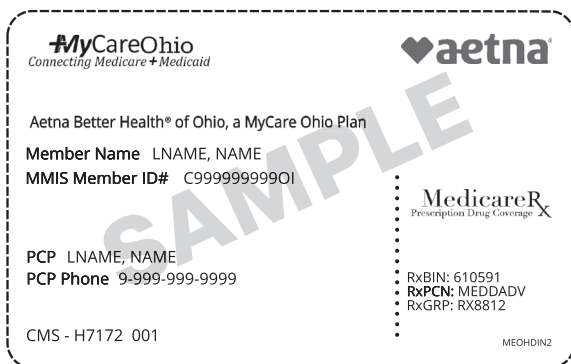 MyCareOhio
Connecting Medicare + Medicaid
aetna®
Aetna Better Health® of Ohio, a MyCare Ohio Plan
Member Name LNAME, NAME
MMIS Member ID# C999999999OI
SAMPLE
MedicareRx
Prescription Drug Coverage
PCP LNAME, NAME
PCP Phone 9-999-999-9999
RxBIN: 610591
RxPCN: MEDDADV
RxGRP: RX8812
CMS - H7172 001
MEOHDIN2